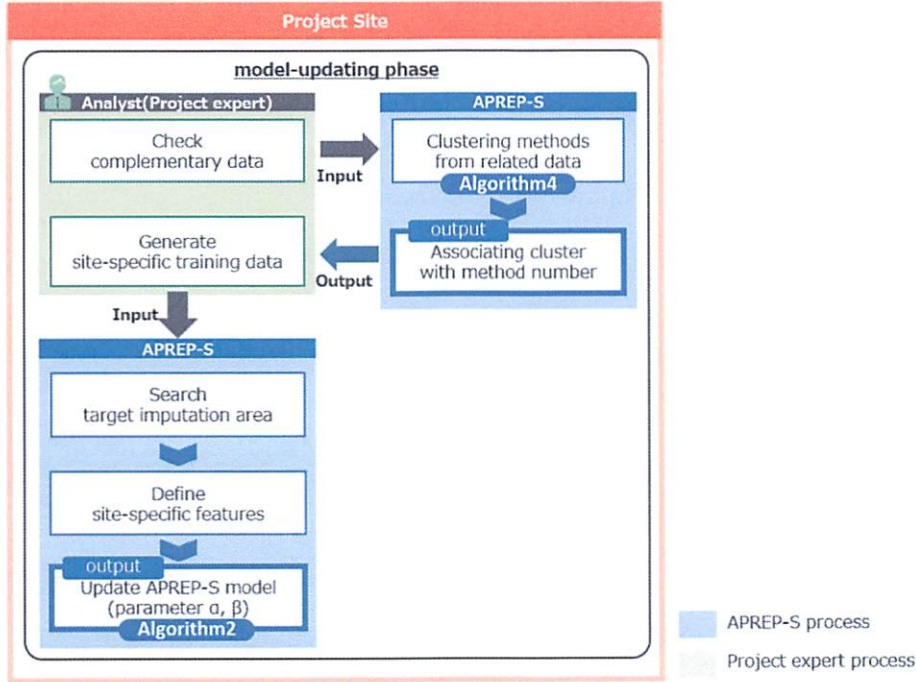 Project Site
model-updating phase
Analyst(Project expert)
Check
complementary data
Input
APREP-S
Clustering methods
from related data
Algorithm4
output
Associating cluster
with method number
Output
Generate
site-specific training data
Input
APREP-S
Search
target imputation area
Define
site-specific features
output
Update APREP-S model
(parameter α, β)
Algorithm2
APREP-S process
Project expert process